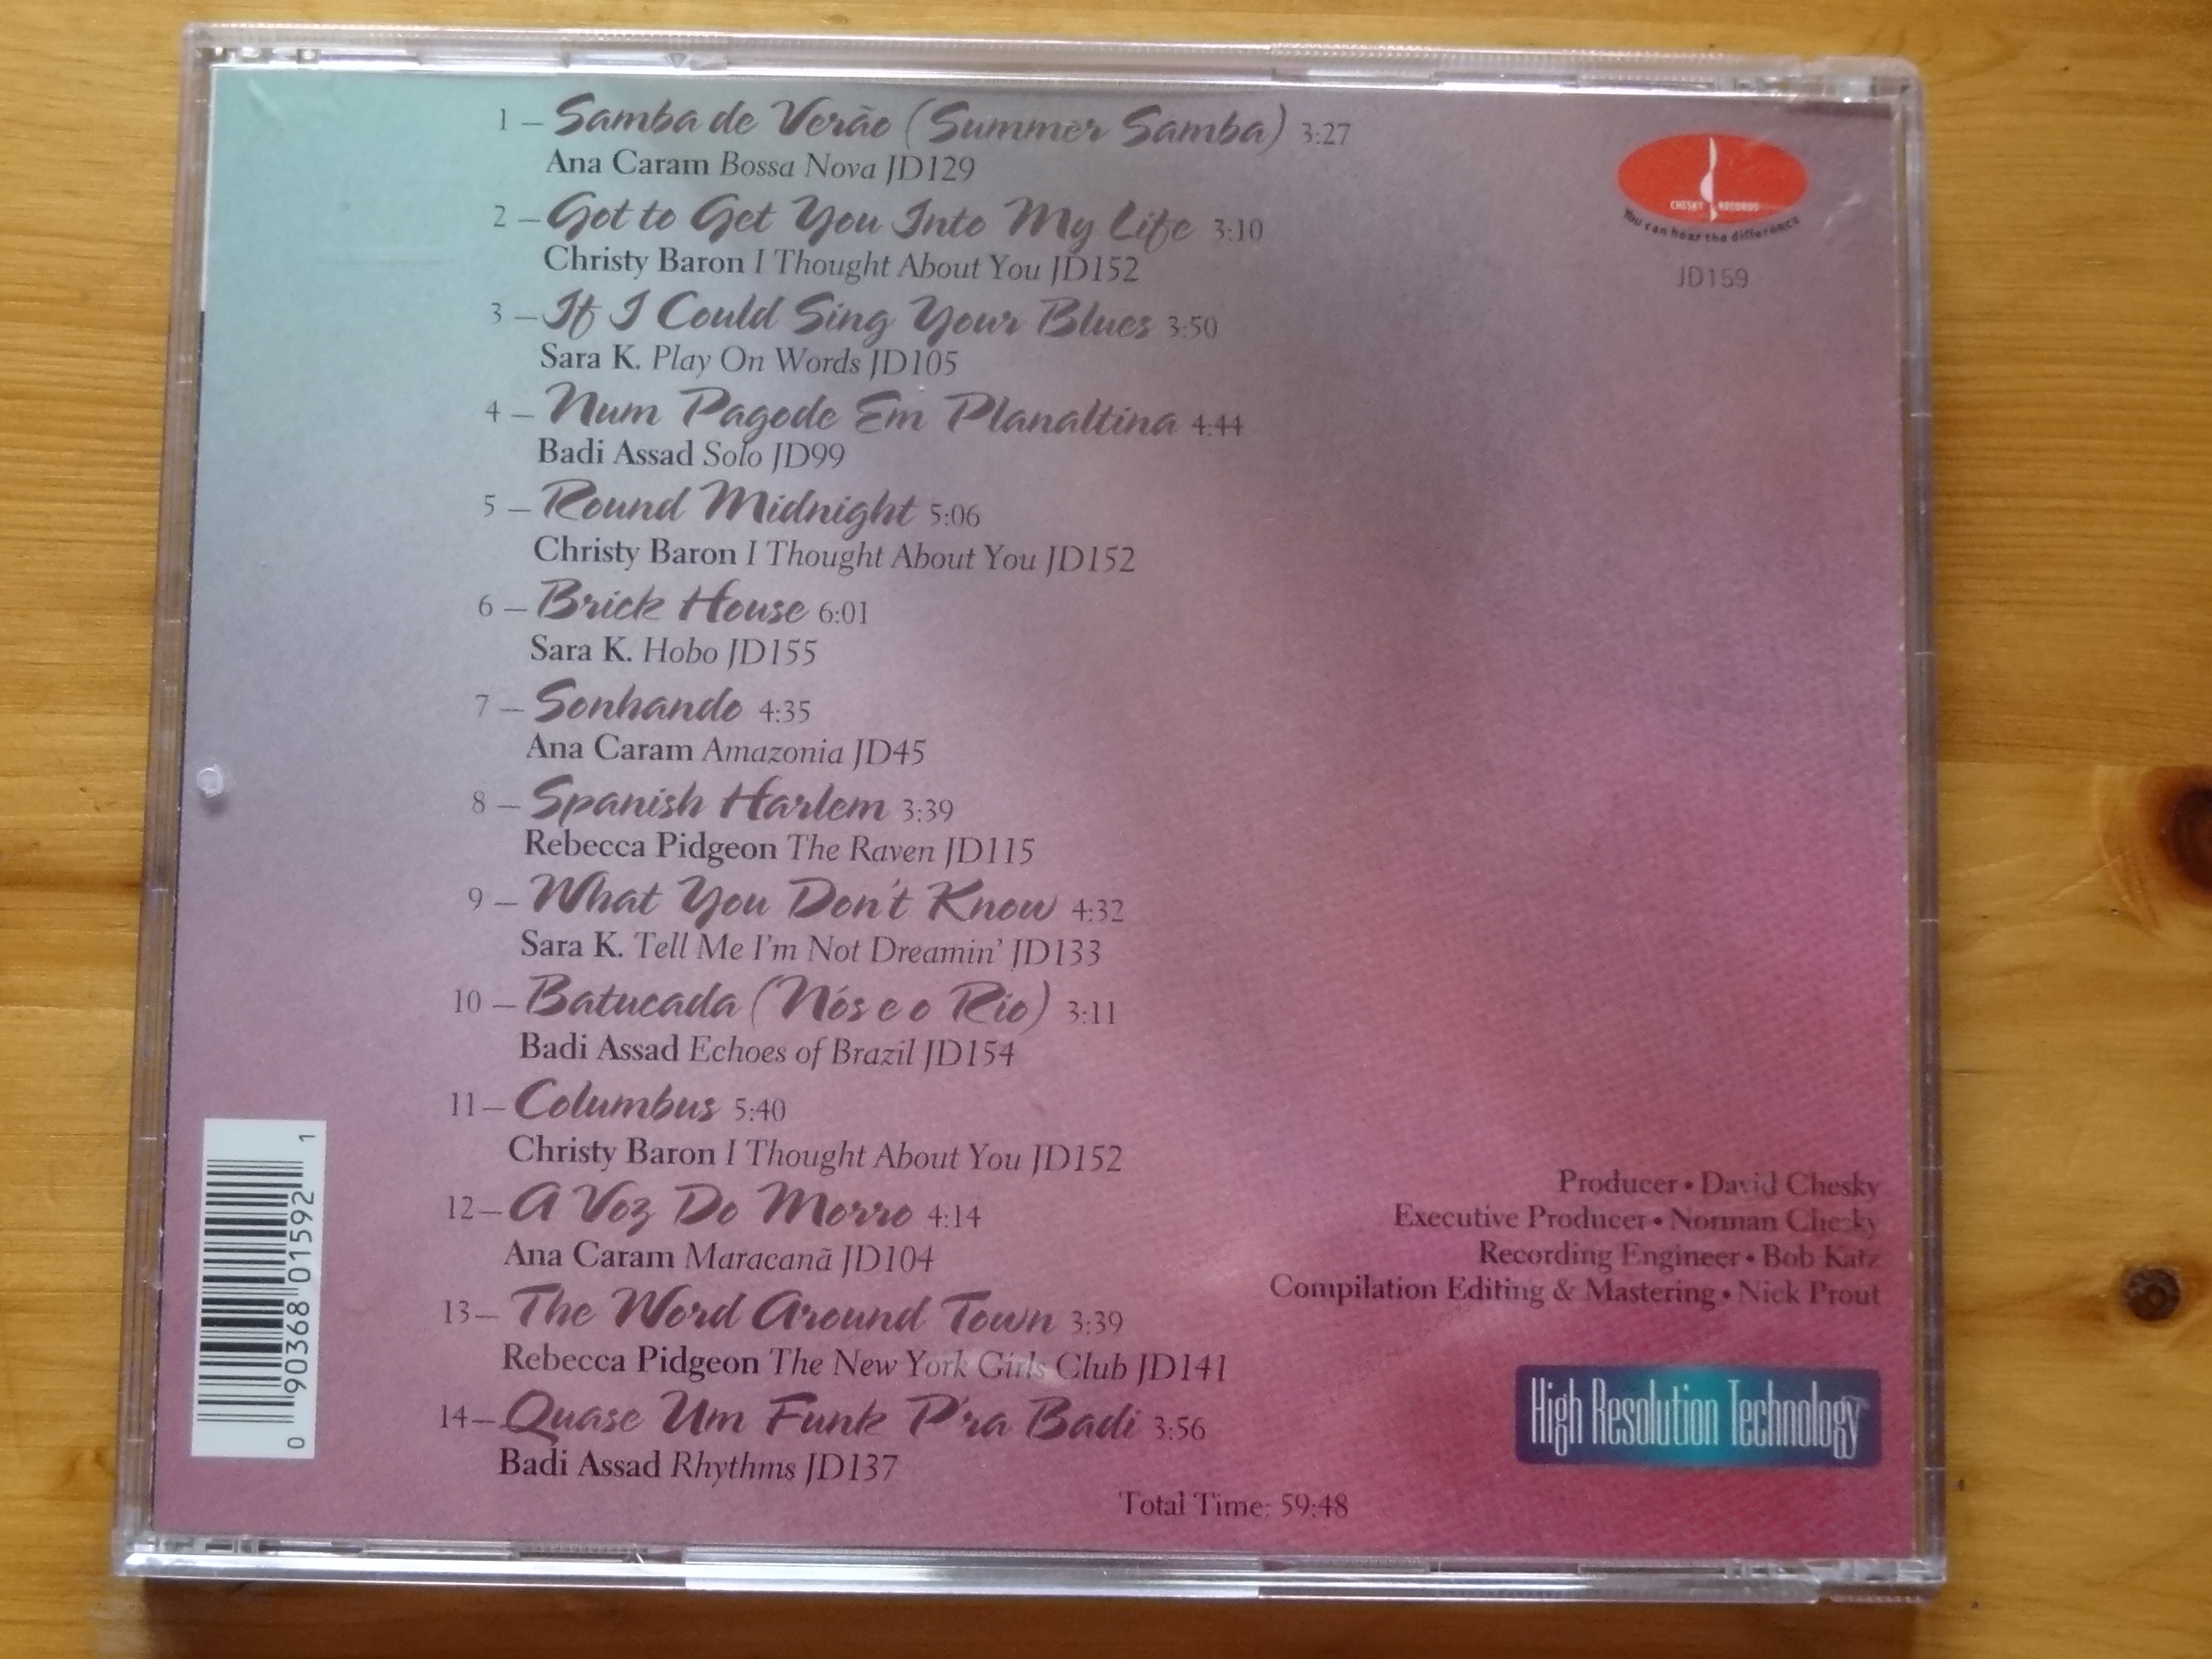 1 – Samba de Verão (Summer Samba) 3:27
Ana Caram Bossa Nova JD129
2 – Got to Get You Into My Life 3:10
Christy Baron I Thought About You JD152
3 – If I Could Sing Your Blues 3:50
Sara K. Play On Words JD105
4 – Num Pagode Em Planaltina 4:44
Badi Assad Solo JD99
5 – Round Midnight 5:06
Christy Baron I Thought About You JD152
6 – Brick House 6:01
Sara K. Hobo JD155
7 – Sonhando 4:35
Ana Caram Amazonia JD45
8 – Spanish Harlem 3:39
Rebecca Pidgeon The Raven JD115
9 – What You Don't Know 4:32
Sara K. Tell Me I'm Not Dreamin' JD133
10 – Batucada (Nós e o Rio) 3:11
Badi Assad Echoes of Brazil JD154
11 – Columbus 5:40
Christy Baron I Thought About You JD152
12 – A Voz Do Morro 4:14
Ana Caram Maracanã JD104
13 – The Word Around Town 3:39
Rebecca Pidgeon The New York Girls Club JD141
14 – Quase Um Funk P'ra Badi 3:56
Badi Assad Rhythms JD137
Total Time: 59:48
CHESKY RECORDS
You can hear the difference
JD159
Producer • David Chesky
Executive Producer • Norman Chesky
Recording Engineer • Bob Katz
Compilation Editing & Mastering • Nick Prout
High Resolution Technology
0 90368 01592 1